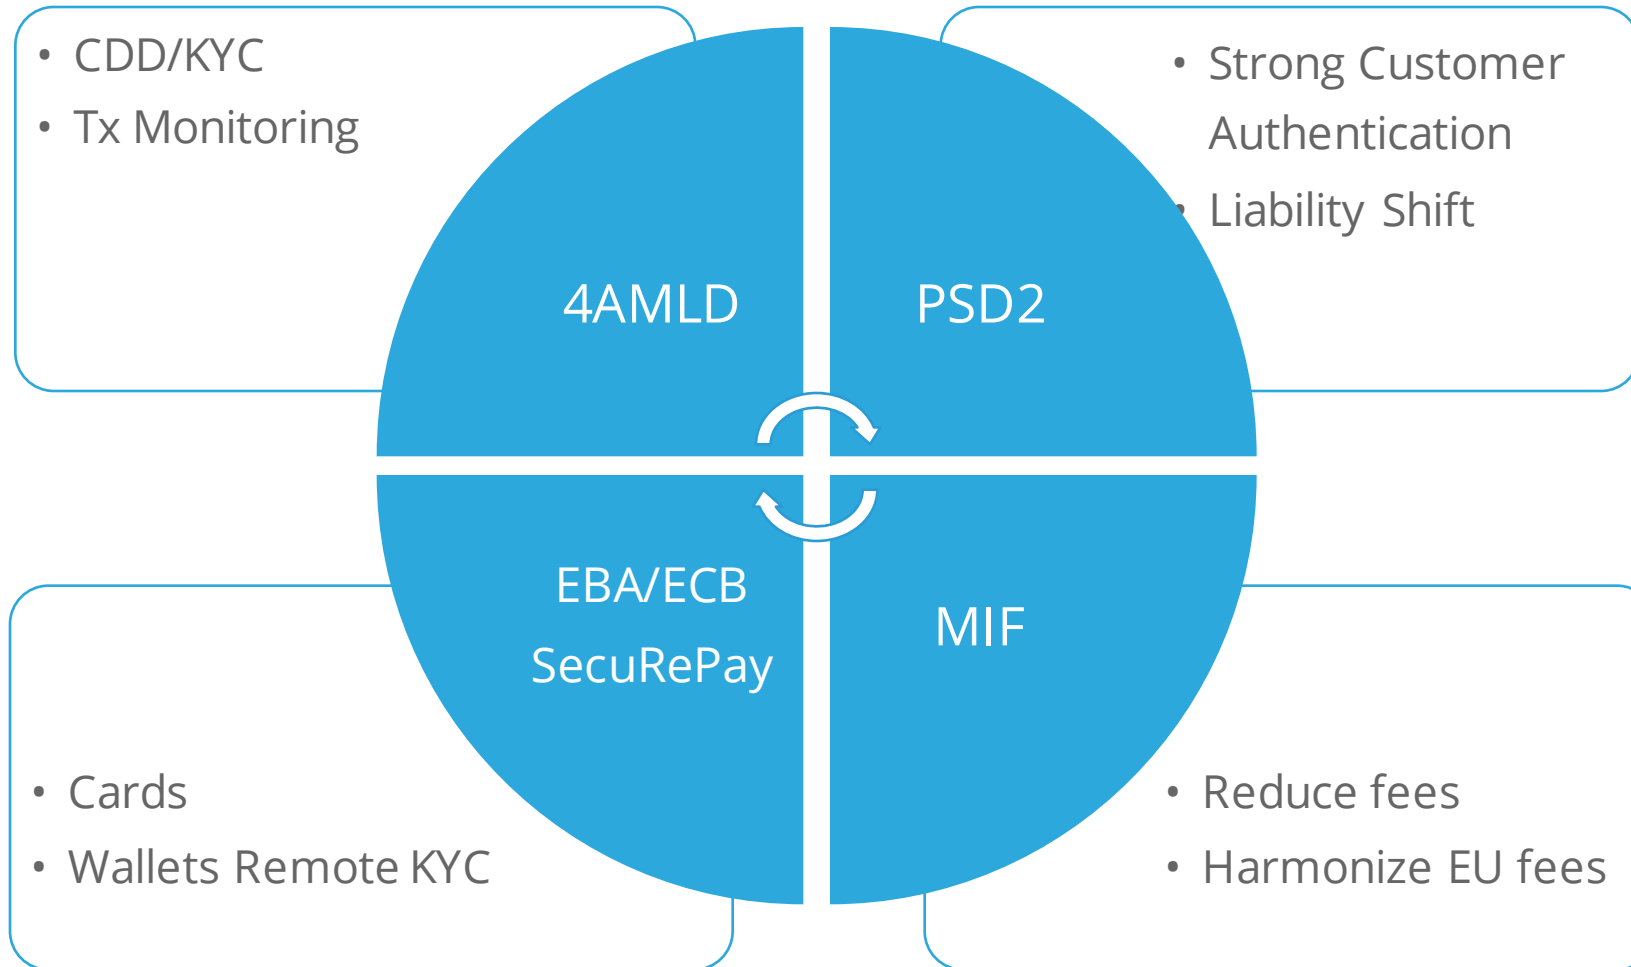 • CDD/KYC
• Tx Monitoring
4AMLD
• Strong Customer
Authentication
• Liability Shift
PSD2
EBA/ECB
SecuRePay
• Cards
• Wallets Remote KYC
MIF
• Reduce fees
• Harmonize EU fees